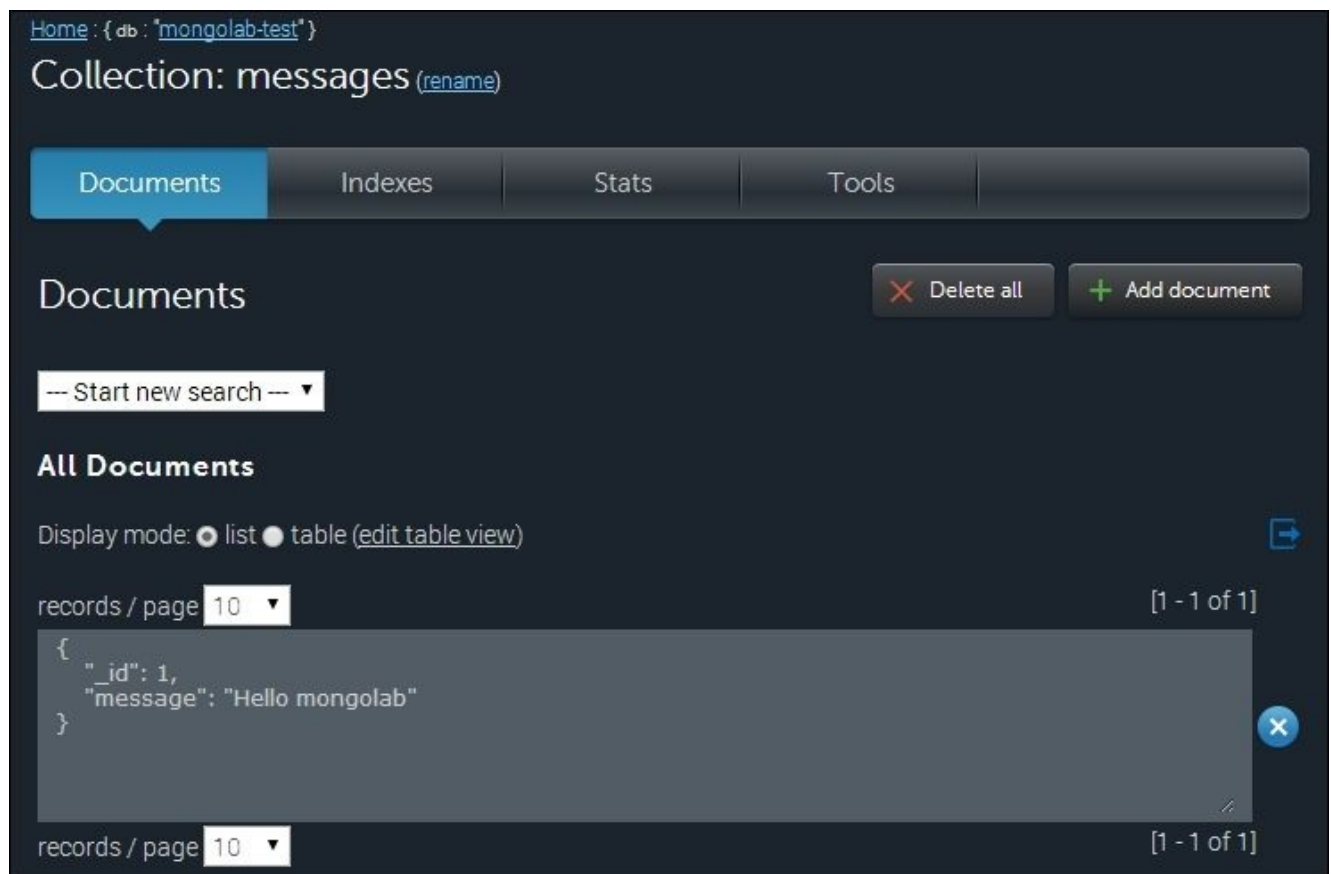 Home : { db : "mongolab-test" }
Collection: messages (rename)
Documents Indexes Stats Tools
Documents Delete all Add document
--- Start new search ---
All Documents
Display mode: list table (edit table view)
records / page 10 [1 - 1 of 1]
{
"_id": 1,
"message": "Hello mongolab"
}
records / page 10 [1 - 1 of 1]